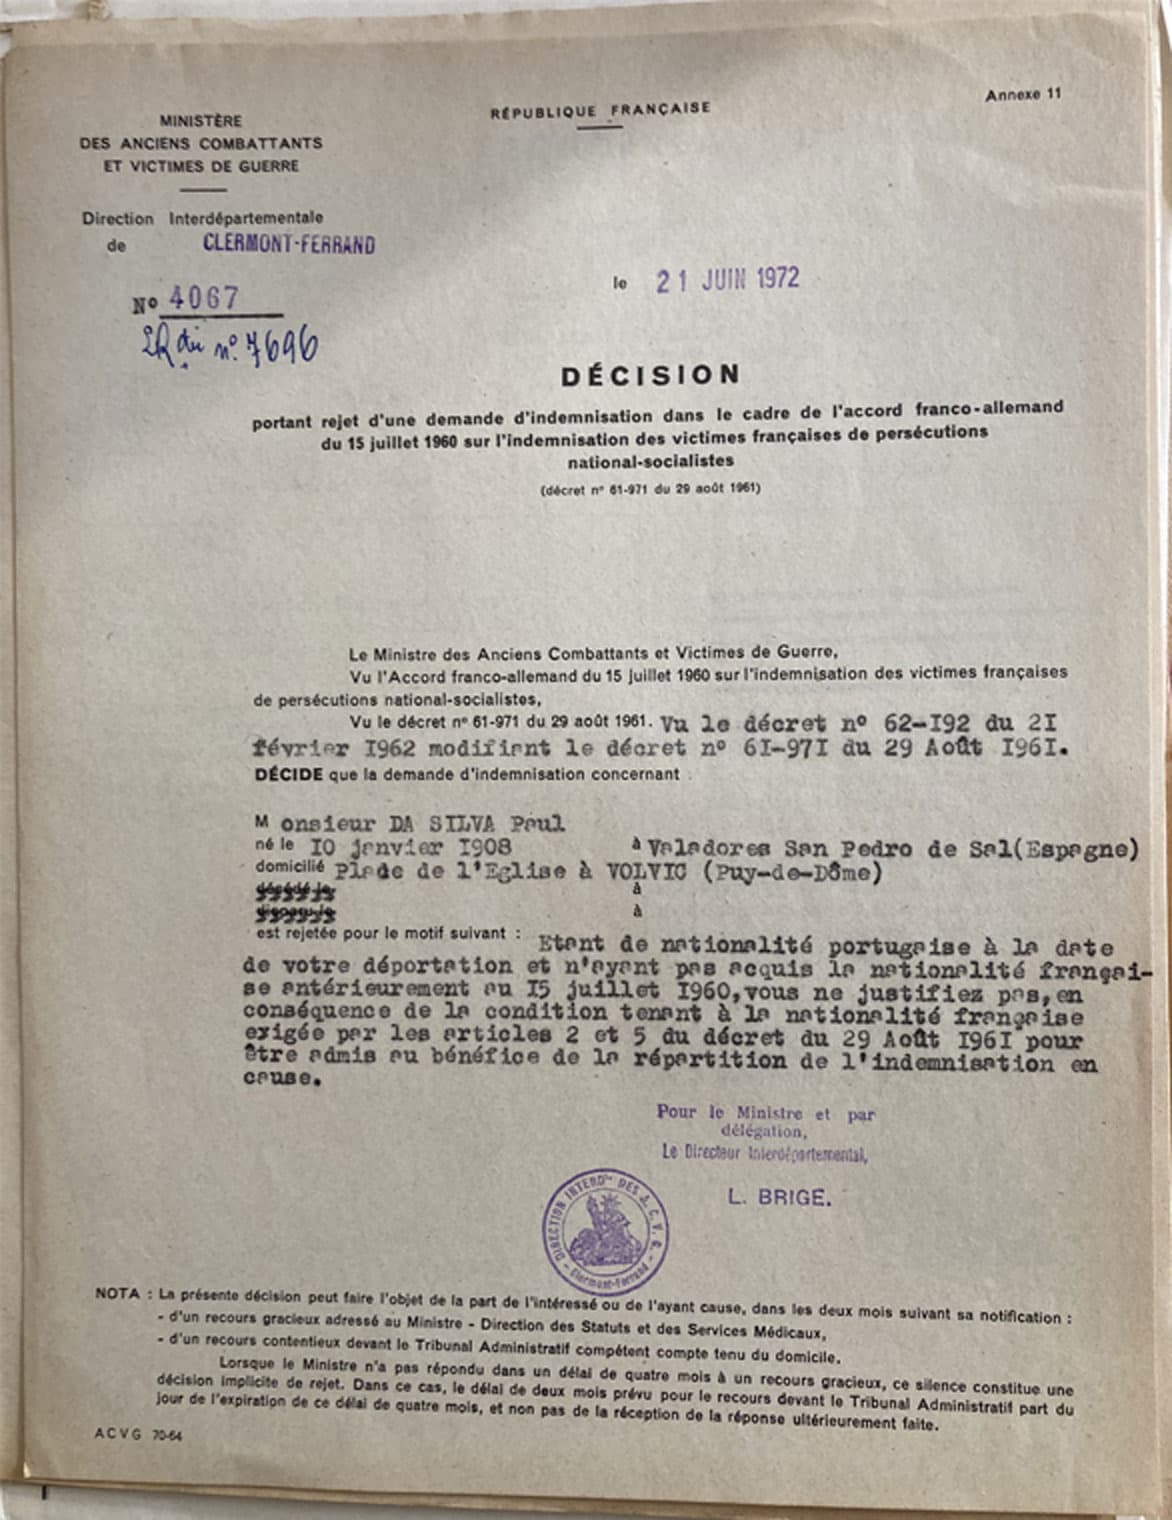 Annexe 11
RÉPUBLIQUE FRANÇAISE
MINISTÈRE
DES ANCIENS COMBATTANTS
ET VICTIMES DE GUERRE
Direction Interdépartementale
de CLERMONT-FERRAND
le 21 JUIN 1972
No 4067
du n° 7696
DÉCISION
portant rejet d'une demande d'indemnisation dans le cadre de l'accord franco-allemand
du 15 juillet 1960 sur l'indemnisation des victimes françaises de persécutions
national-socialistes
(décret n° 61-971 du 29 août 1961)
Le Ministre des Anciens Combattants et Victimes de Guerre,
Vu l'Accord franco-allemand du 15 juillet 1960 sur l'indemnisation des victimes françaises
de persécutions national-socialistes,
Vu le décret n° 61-971 du 29 août 1961. Vu le décret n° 62-I92 du 2I
février I962 modifiant le décret n° 6I-97I du 29 Août I96I.
DÉCIDE que la demande d'indemnisation concernant :
M onsieur DA SILVA Paul
né le I0 janvier I908 à Valadores San Pedro de Sal(Espagne)
domicilié Place de l'Eglise à VOLVIC (Puy-de-Dôme)
à
à
est rejetée pour le motif suivant : Etant de nationalité portugaise à la date
de votre déportation et n'ayant pas acquis la nationalité françai-
se antérieurement au I5 juillet I960,vous ne justifiez pas,en
conséquence de la condition tenant à la nationalité française
exigée par les articles 2 et 5 du décret du 29 Août I96I pour
être admis au bénéfice de la répartition de l'indemnisation en
cause.
Pour le Ministre et par
délégation,
Le Directeur Interdépartemental,
L. BRIGE.
DIRECTION INTERDle DES A. C. V. G.
- Clermont-Ferrand -
NOTA : La présente décision peut faire l'objet de la part de l'intéressé ou de l'ayant cause, dans les deux mois suivant sa notification :
- d'un recours gracieux adressé au Ministre - Direction des Statuts et des Services Médicaux,
- d'un recours contentieux devant le Tribunal Administratif compétent compte tenu du domicile.
Lorsque le Ministre n'a pas répondu dans un délai de quatre mois à un recours gracieux, ce silence constitue une
décision implicite de rejet. Dans ce cas, le délai de deux mois prévu pour le recours devant le Tribunal Administratif part du
jour de l'expiration de ce délai de quatre mois, et non pas de la réception de la réponse ultérieurement faite.
ACVG 70-64